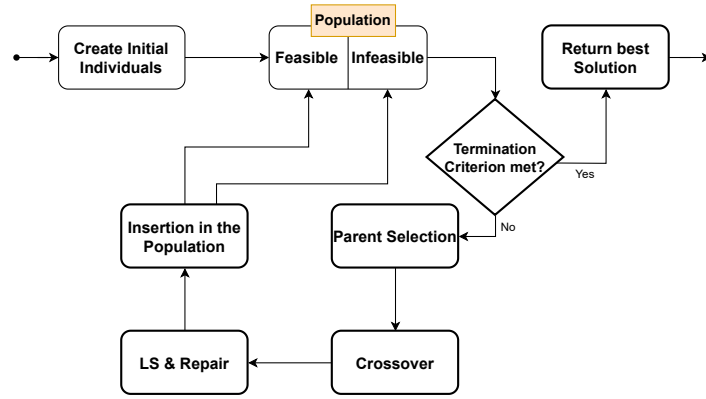 Population
Create Initial
Individuals
Feasible
Infeasible
Return best
Solution
Termination
Criterion met?
Yes
No
Insertion in the
Population
Parent Selection
LS & Repair
Crossover